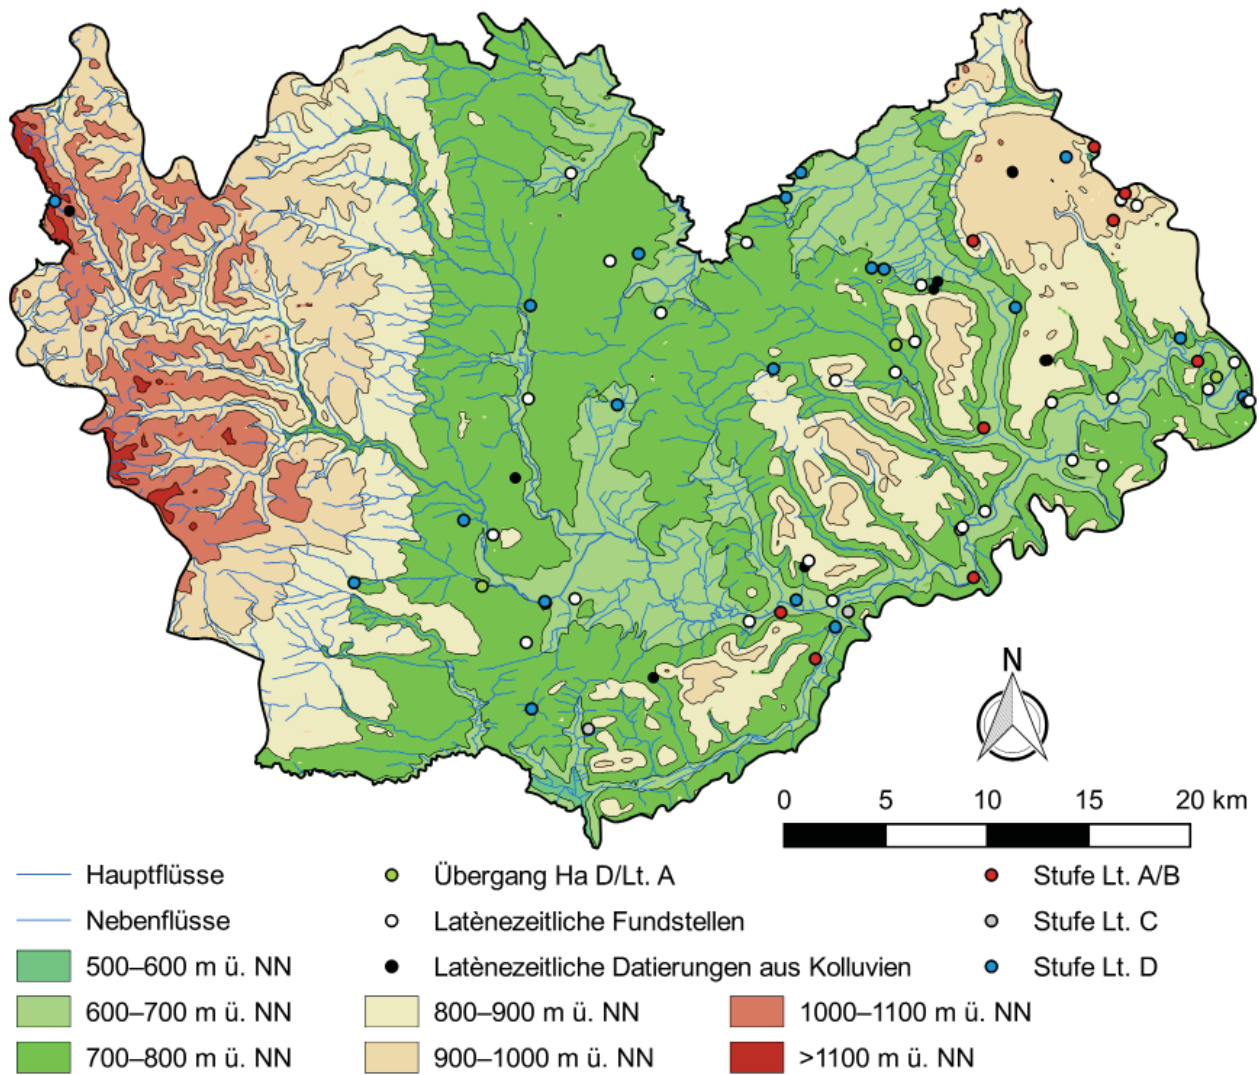 N
0 5 10 15 20 km
Hauptflüsse
Übergang Ha D/Lt. A
Stufe Lt. A/B
Nebenflüsse
Latènezeitliche Fundstellen
Stufe Lt. C
500–600 m ü. NN
Latènezeitliche Datierungen aus Kolluvien
Stufe Lt. D
600–700 m ü. NN
800–900 m ü. NN
1000–1100 m ü. NN
700–800 m ü. NN
900–1000 m ü. NN
>1100 m ü. NN